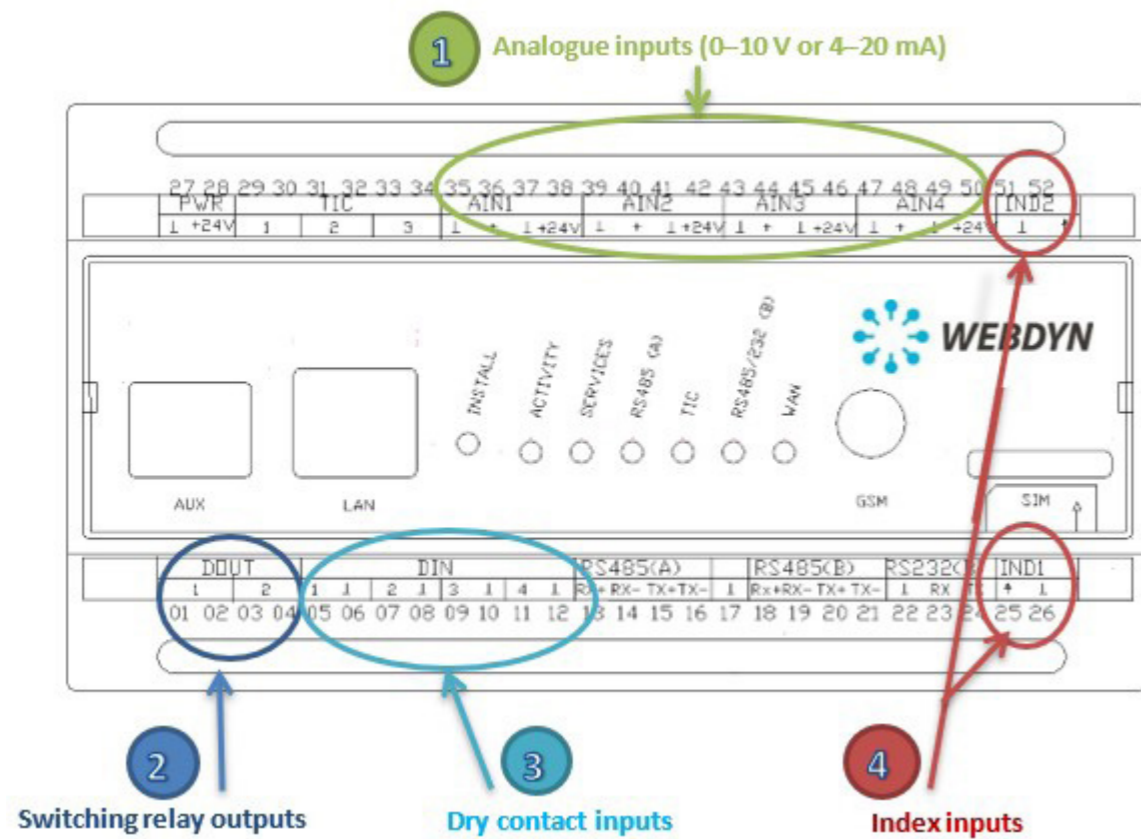 1 Analogue inputs (0–10 V or 4–20 mA)
27 28 29 30 31 32 33 34 35 36 37 38 39 40 41 42 43 44 45 46 47 48 49 50 51 52
PWR TIC AIN1 AIN2 AIN3 AIN4 IND2
⊥ +24V 1 2 3 ⊥ + ⊥ +24V ⊥ + ⊥ +24V ⊥ + ⊥ +24V ⊥ + ⊥ +24V ⊥
WEBDYN
INSTALL
ACTIVITY
SERVICES
RS485 (A)
TIC
RS485/232 (B)
WAN
AUX
LAN
GSM
SIM
DOUT DIN RS485(A) RS485(B) RS232( IND1
1 2 1 ⊥ 2 ⊥ 3 ⊥ 4 ⊥ RX+ RX- TX+ TX- ⊥ Rx+ RX- TX+ TX- ⊥ RX ⊥
01 02 03 04 05 06 07 08 09 10 11 12 13 14 15 16 17 18 19 20 21 22 23 24 25 26
2
3
4
Switching relay outputs
Dry contact inputs
Index inputs